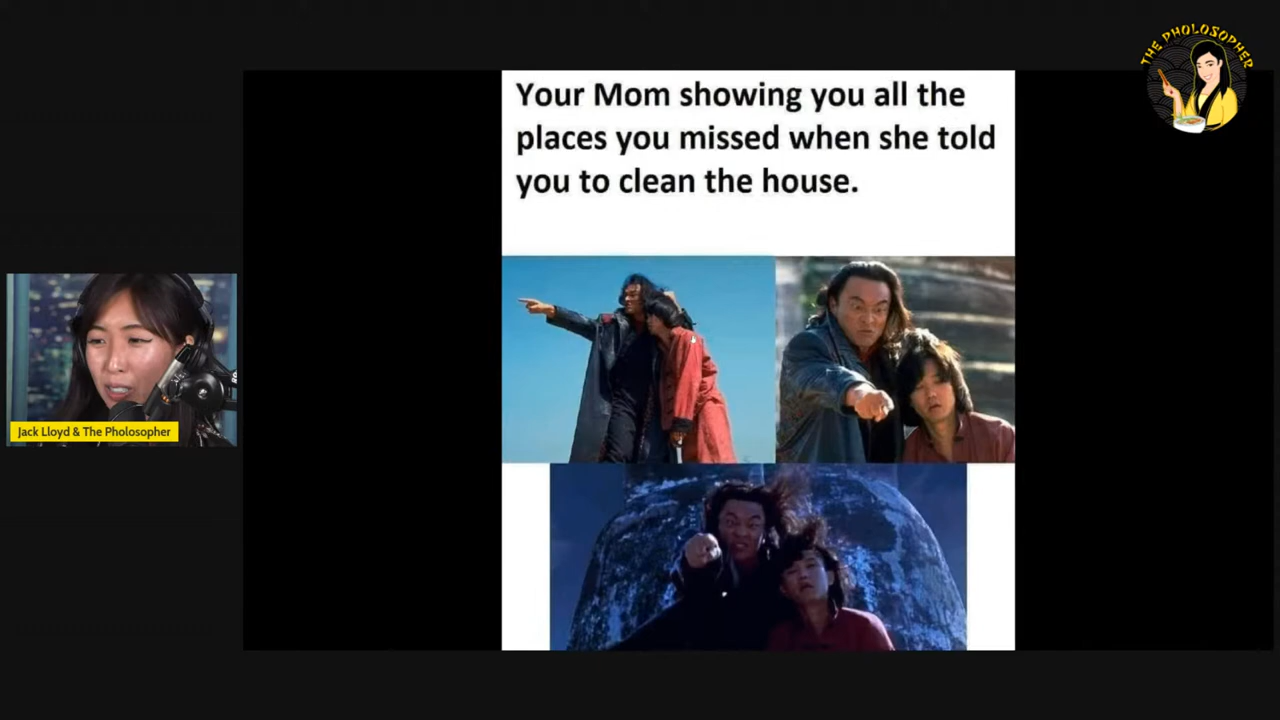 THE PHOLOSOPHER
Your Mom showing you all the
places you missed when she told
you to clean the house.
Jack Lloyd & The Pholosopher